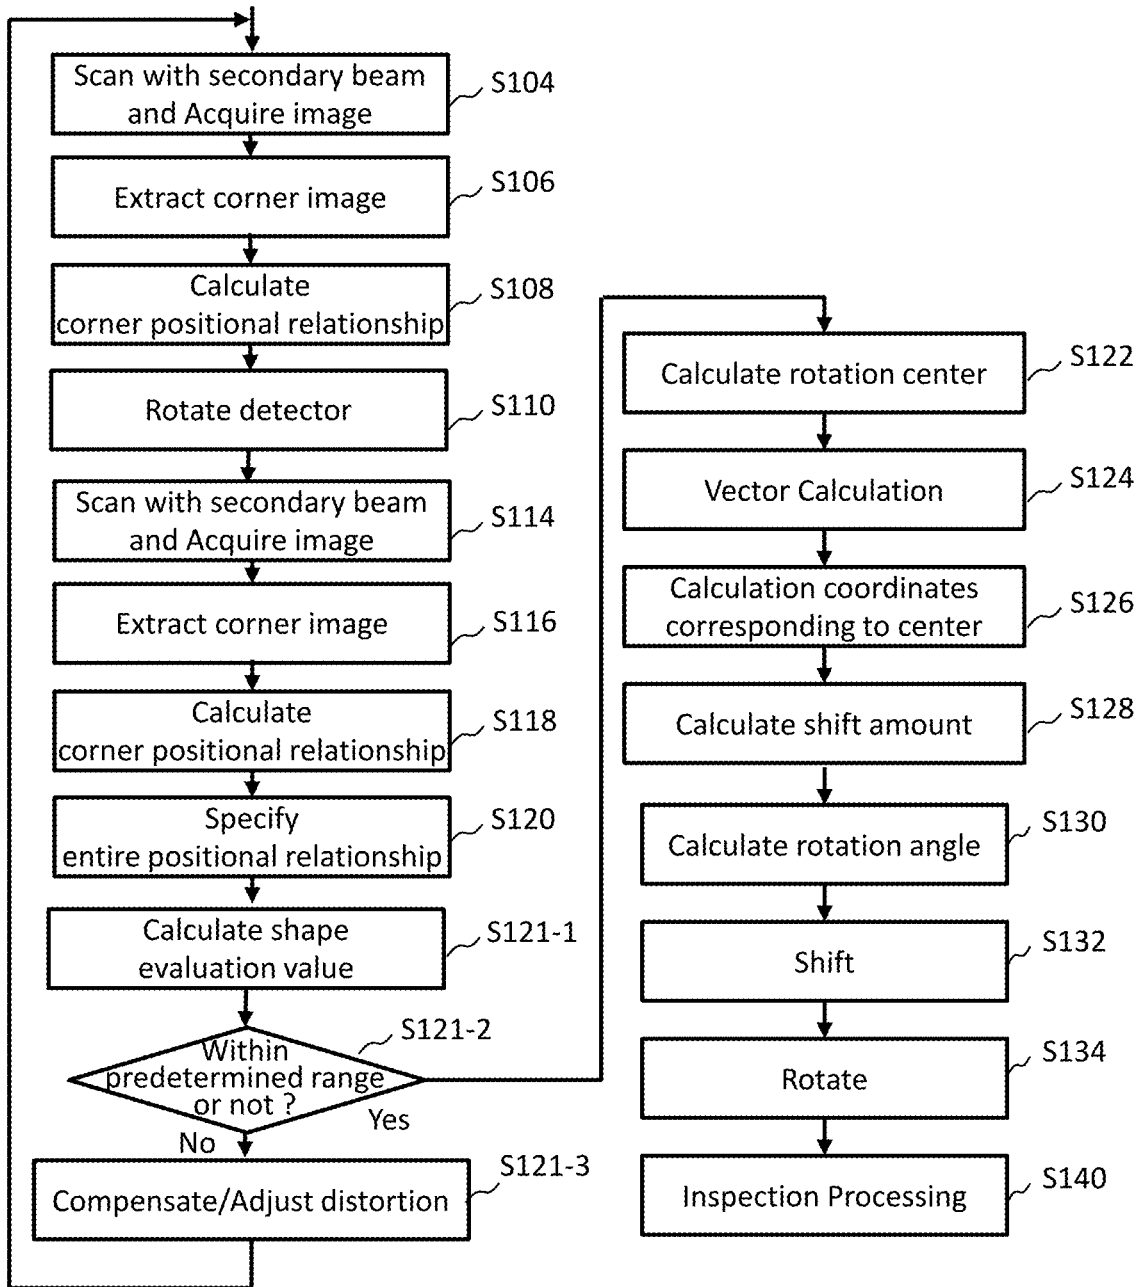 Scan with secondary beam
and Acquire image
S104
Extract corner image
S106
Calculate
corner positional relationship
S108
Rotate detector
S110
Scan with secondary beam
and Acquire image
S114
Extract corner image
S116
Calculate
corner positional relationship
S118
Specify
entire positional relationship
S120
Calculate shape
evaluation value
S121-1
Within
predetermined range
or not ?
S121-2
Yes
No
Compensate/Adjust distortion
S121-3
Calculate rotation center
S122
Vector Calculation
S124
Calculation coordinates
corresponding to center
S126
Calculate shift amount
S128
Calculate rotation angle
S130
Shift
S132
Rotate
S134
Inspection Processing
S140